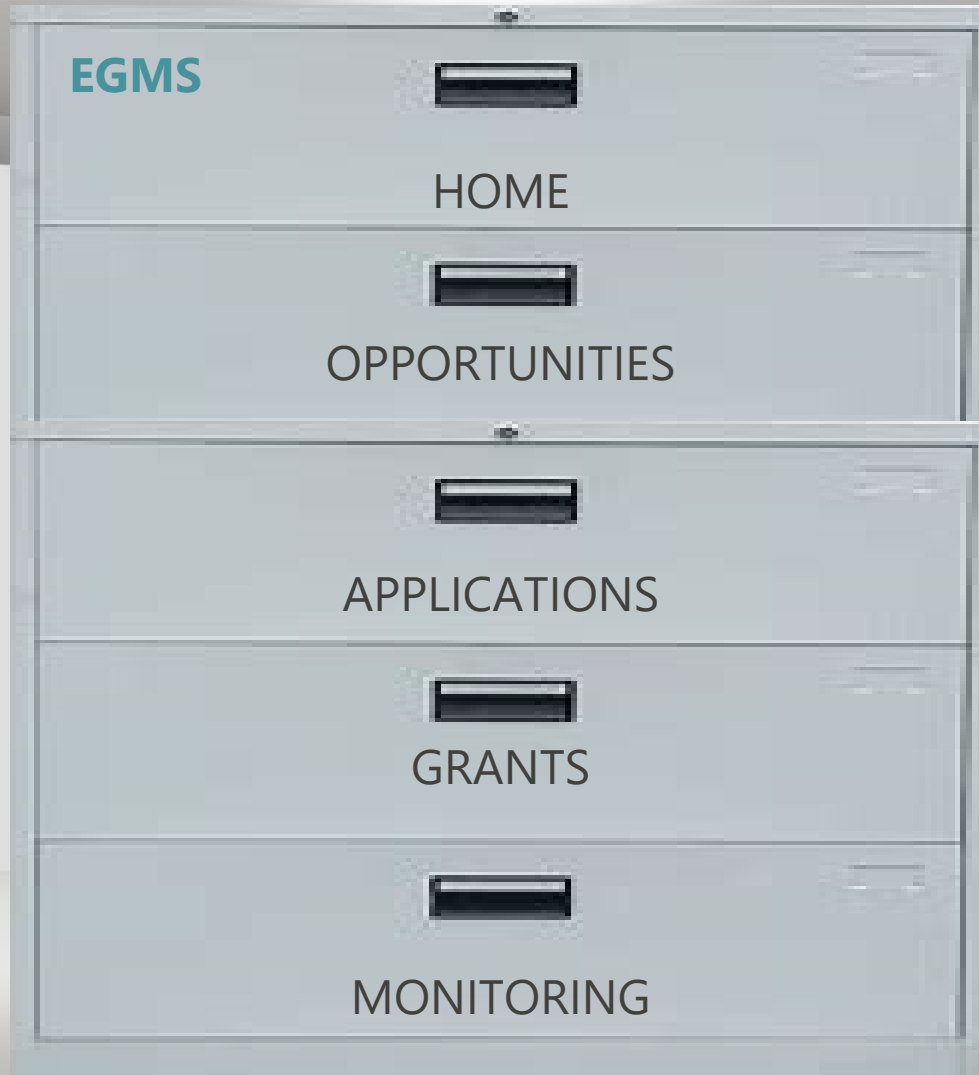 EGMS
HOME
OPPORTUNITIES
APPLICATIONS
GRANTS
MONITORING